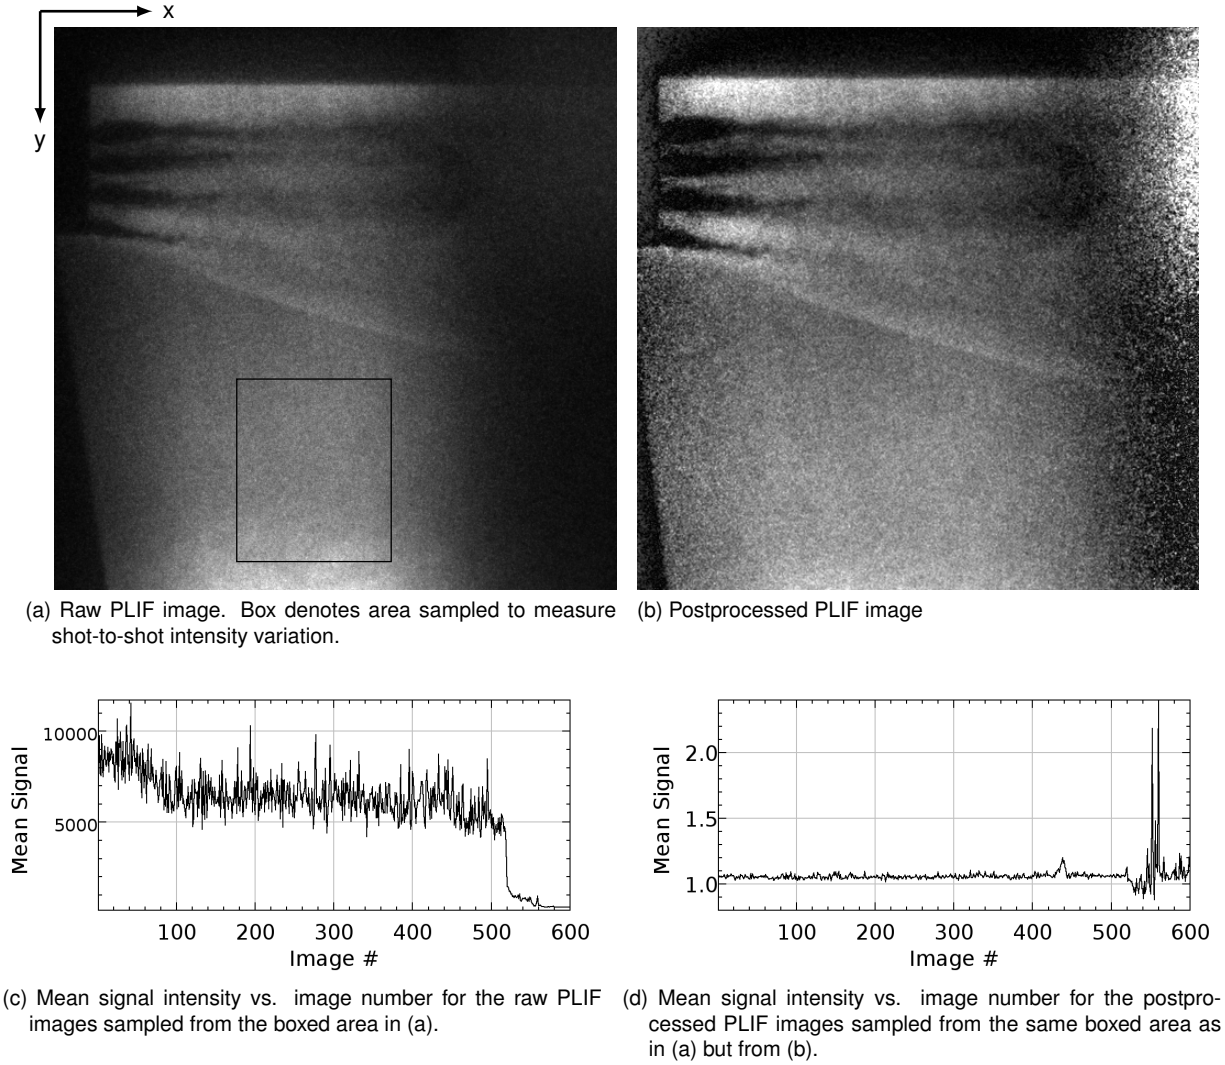 x
y
(a) Raw PLIF image. Box denotes area sampled to measure
shot-to-shot intensity variation.
(b) Postprocessed PLIF image
10000
5000
Mean Signal
100 200 300 400 500 600
Image #
2.0
1.5
1.0
Mean Signal
100 200 300 400 500 600
Image #
(c) Mean signal intensity vs. image number for the raw PLIF
images sampled from the boxed area in (a).
(d) Mean signal intensity vs. image number for the postpro-
cessed PLIF images sampled from the same boxed area as
in (a) but from (b).